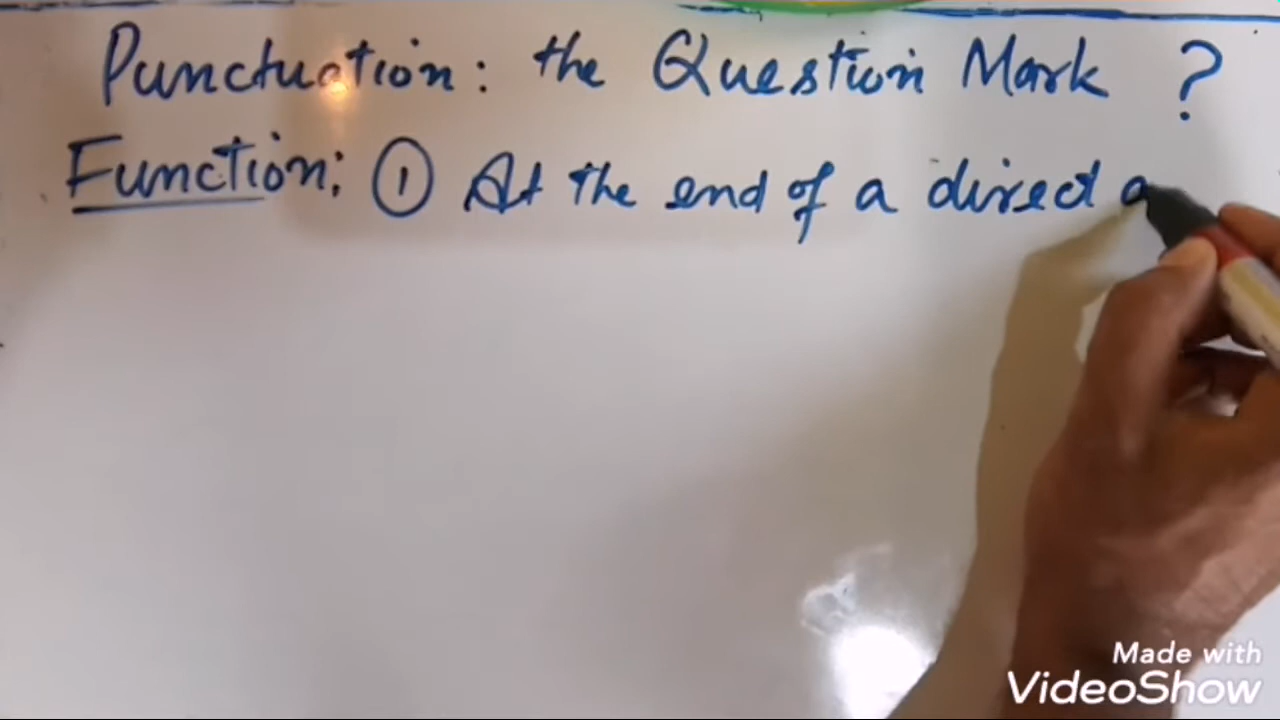 Punctuation: the Question Mark ?
Function: ① At the end of a direct
Made with
VideoShow